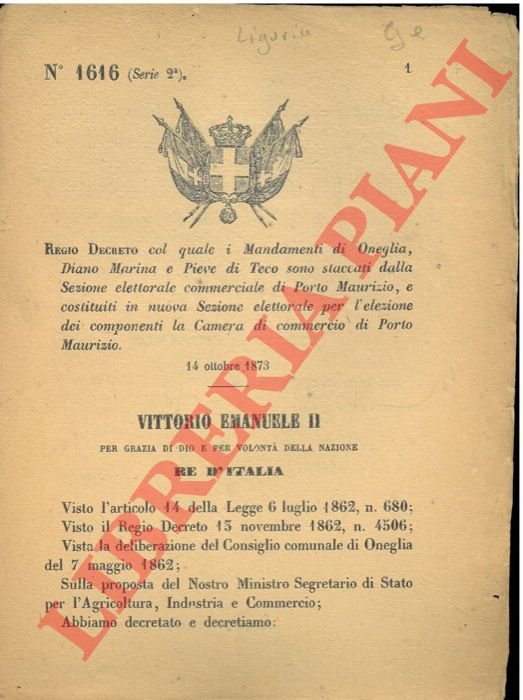 Liguria Ge
N° 1616 (Serie 2ª). 1
REGIO DECRETO col quale i Mandamenti di Oneglia,
Diano Marina e Pieve di Teco sono staccati dalla
Sezione elettorale commerciale di Porto Maurizio, e
costituiti in nuova Sezione elettorale per l'elezione
dei componenti la Camera di commercio di Porto
Maurizio.
14 ottobre 1873
VITTORIO EMANUELE II
PER GRAZIA DI DIO E PER VOLONTÀ DELLA NAZIONE
RE D'ITALIA
Visto l'articolo 14 della Legge 6 luglio 1862, n. 680;
Visto il Regio Decreto 13 novembre 1862, n. 4506;
Vista la deliberazione del Consiglio comunale di Oneglia
del 7 maggio 1862;
Sulla proposta del Nostro Ministro Segretario di Stato
per l'Agricoltura, Industria e Commercio;
Abbiamo decretato e decretiamo:
LIBRERIA PIANI